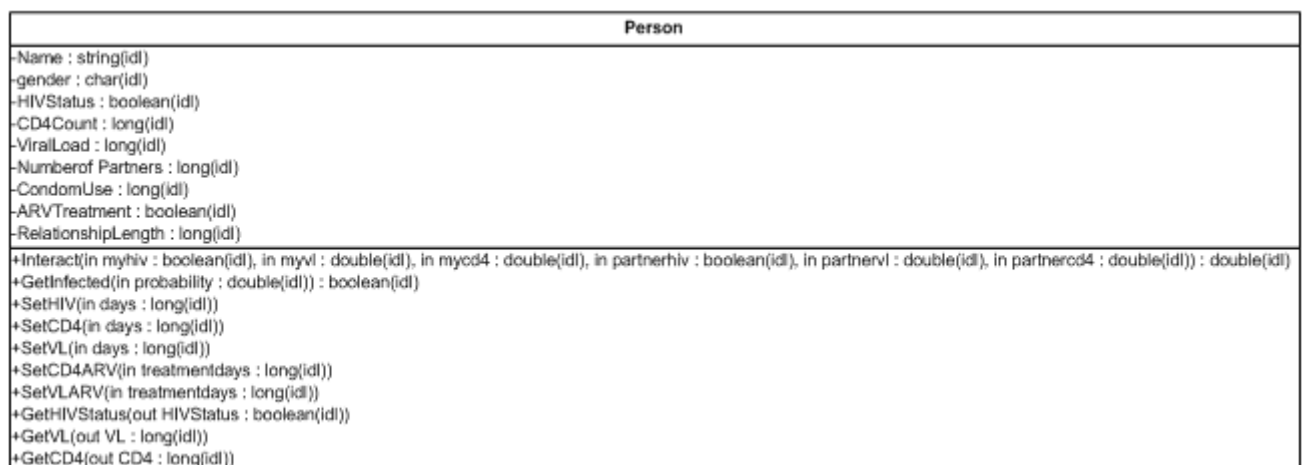 Person
-Name : string(idl)
-gender : char(idl)
-HIVStatus : boolean(idl)
-CD4Count : long(idl)
-ViralLoad : long(idl)
-Numberof Partners : long(idl)
-CondomUse : long(idl)
-ARVTreatment : boolean(idl)
-RelationshipLength : long(idl)
+Interact(in myhiv : boolean(idl), in myvl : double(idl), in mycd4 : double(idl), in partnerhiv : boolean(idl), in partnervl : double(idl), in partnercd4 : double(idl)) : double(idl)
+GetInfected(in probability : double(idl)) : boolean(idl)
+SetHIV(in days : long(idl))
+SetCD4(in days : long(idl))
+SetVL(in days : long(idl))
+SetCD4ARV(in treatmentdays : long(idl))
+SetVLARV(in treatmentdays : long(idl))
+GetHIVStatus(out HIVStatus : boolean(idl))
+GetVL(out VL : long(idl))
+GetCD4(out CD4 : long(idl))